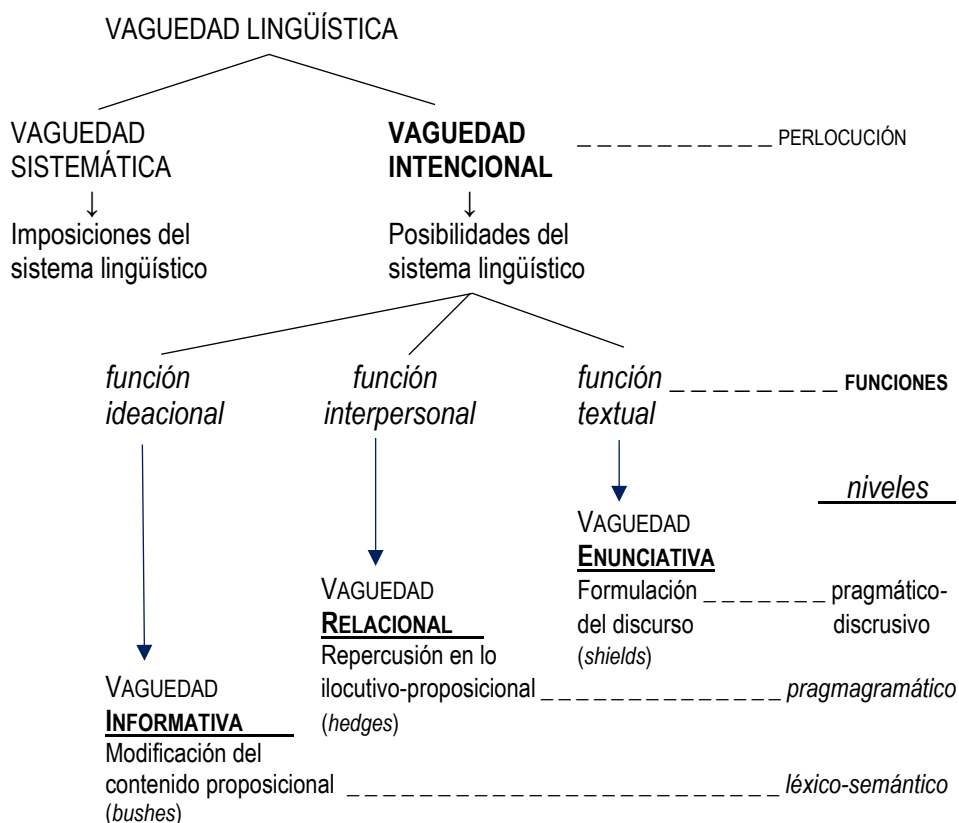 VAGUEDAD LINGÜÍSTICA
VAGUEDAD SISTEMÁTICA
VAGUEDAD INTENCIONAL _ _ _ _ _ _ _ _ _ _ PERLOCUCIÓN
↓
↓
Imposiciones del
sistema lingüístico
Posibilidades del
sistema lingüístico
función
ideacional
función
interpersonal
función _ _ _ _ _ _ _ _ FUNCIONES
textual
niveles
VAGUEDAD
ENUNCIATIVA
Formulación _ _ _ _ _ _ _ pragmático-
del discurso discrusivo
(shields)
VAGUEDAD
RELACIONAL
Repercusión en lo
ilocutivo-proposicional _ _ _ _ _ _ _ _ _ _ _ _ _ _ pragmagramático
(hedges)
VAGUEDAD
INFORMATIVA
Modificación del
contenido proposicional _ _ _ _ _ _ _ _ _ _ _ _ _ _ _ _ _ _ _ _ _ _ _ _ _ léxico-semántico
(bushes)